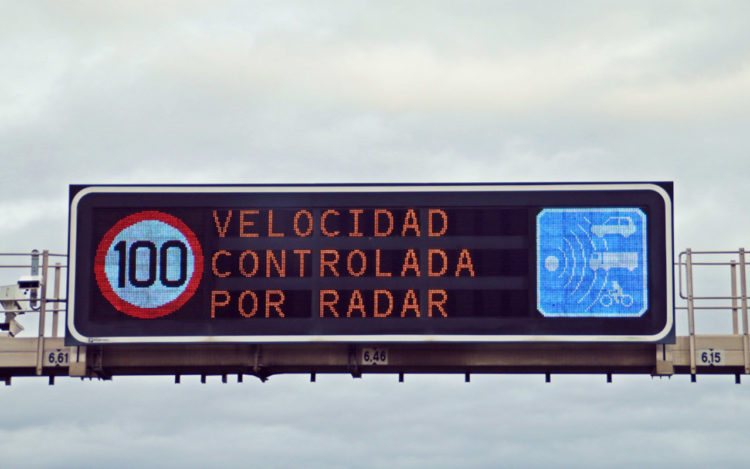 100
VELOCIDAD
CONTROLADA
POR RADAR
6,61
6,46
6,15